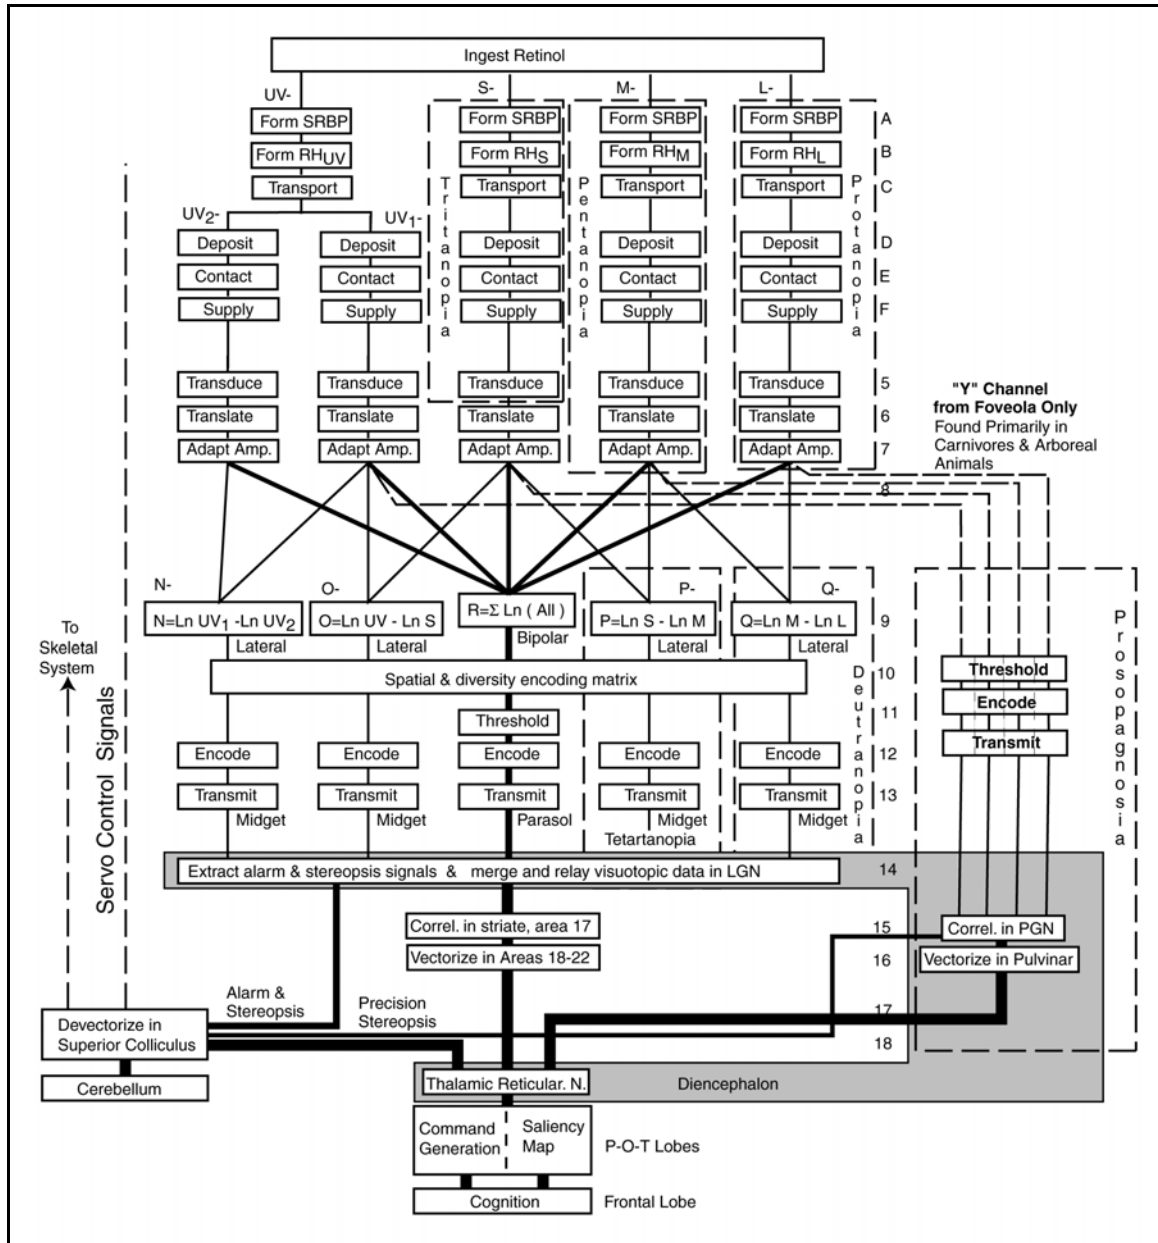 Ingest Retinol
UV-
S-
M-
L-
Form SRBP
Form SRBP
Form SRBP
Form SRBP
A
Form RHUV
Form RHS
Form RHM
Form RHL
B
Transport
Transport
Transport
Transport
C
Tritanopia
Pentanopia
Protanopia
UV2-
UV1-
Deposit
Deposit
Deposit
Deposit
Deposit
D
Contact
Contact
Contact
Contact
Contact
E
Supply
Supply
Supply
Supply
Supply
F
Transduce
Transduce
Transduce
Transduce
Transduce
5
Translate
Translate
Translate
Translate
Translate
6
Adapt Amp.
Adapt Amp.
Adapt Amp.
Adapt Amp.
Adapt Amp.
7
"Y" Channel
from Foveola Only
Found Primarily in
Carnivores & Arboreal
Animals
8
N-
O-
P-
Q-
N=Ln UV1 -Ln UV2
O=Ln UV - Ln S
R=Σ Ln ( All )
P=Ln S - Ln M
Q=Ln M - Ln L
9
Lateral
Lateral
Bipolar
Lateral
Lateral
To
Skeletal
System
Servo Control Signals
Spatial & diversity encoding matrix
10
Deutranopia
Prosopagnosia
Threshold
Threshold
11
Encode
Encode
Encode
Encode
Encode
Encode
12
Transmit
Transmit
Transmit
Transmit
Transmit
Transmit
13
Midget
Midget
Parasol
Midget
Midget
Tetartanopia
Extract alarm & stereopsis signals & merge and relay visuotopic data in LGN
14
Correl. in striate, area 17
15
Correl. in PGN
Vectorize in Areas 18-22
16
Vectorize in Pulvinar
Alarm &
Stereopsis
Precision
Stereopsis
17
18
Devectorize in
Superior Colliculus
Cerebellum
Thalamic Reticular. N.
Diencephalon
Command
Generation
Saliency
Map
P-O-T Lobes
Cognition
Frontal Lobe